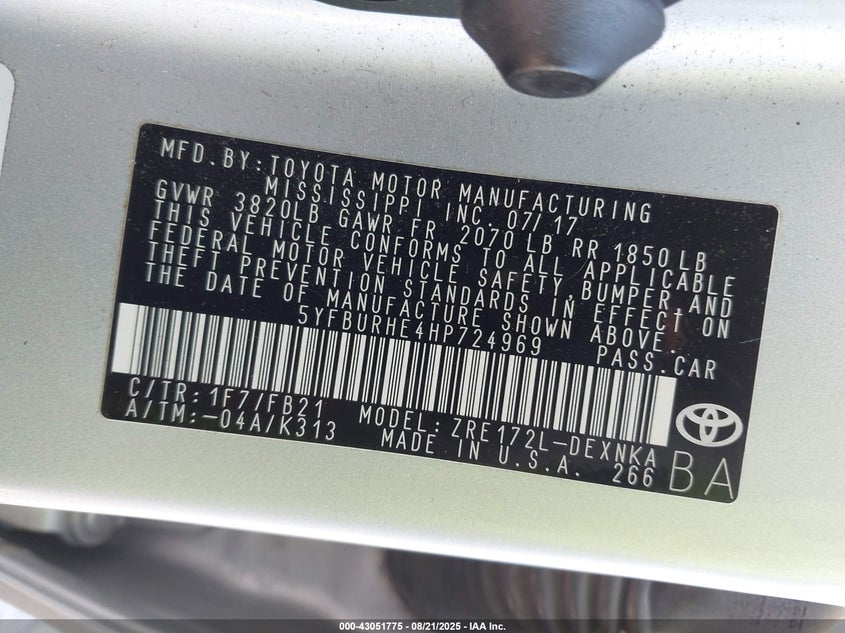 MFD.BY:TOYOTA MOTOR MANUFACTURING
MISSISSIPPI INC 07/17
GVWR 3820LB GAWR FR 2070 LB RR 1850LB
THIS VEHICLE CONFORMS TO ALL APPLICABLE
FEDERAL MOTOR VEHICLE SAFETY,BUMPER AND
THEFT PREVENTION STANDARDS IN EFFECT ON
THE DATE OF MANUFACTURE SHOWN ABOVE.
5YFBURHE4HP724969 PASS.CAR
C/TR:1F7/FB21 MODEL:ZRE172L-DEXNKA
A/TM:-04A/K313 MADE IN U.S.A. 266
BA
000-43051775 - 08/21/2025 - IAA Inc.